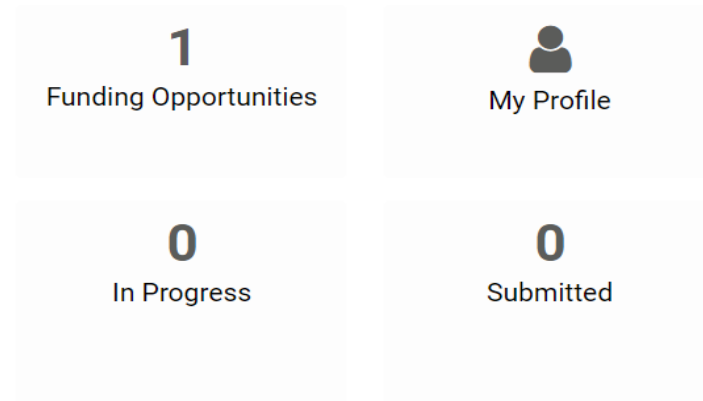 1
Funding Opportunities
My Profile
0
In Progress
0
Submitted